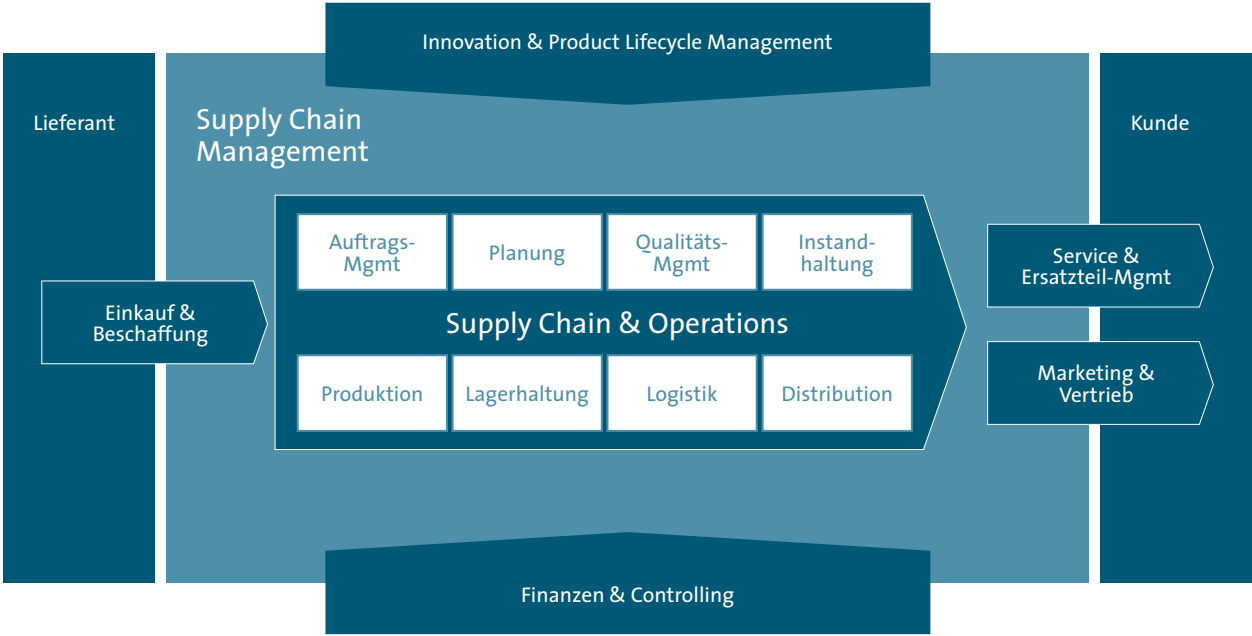 Innovation & Product Lifecycle Management
Lieferant
Supply Chain
Management
Kunde
Auftrags-
Mgmt
Planung
Qualitäts-
Mgmt
Instand-
haltung
Einkauf &
Beschaffung
Supply Chain & Operations
Service &
Ersatzteil-Mgmt
Produktion
Lagerhaltung
Logistik
Distribution
Marketing &
Vertrieb
Finanzen & Controlling